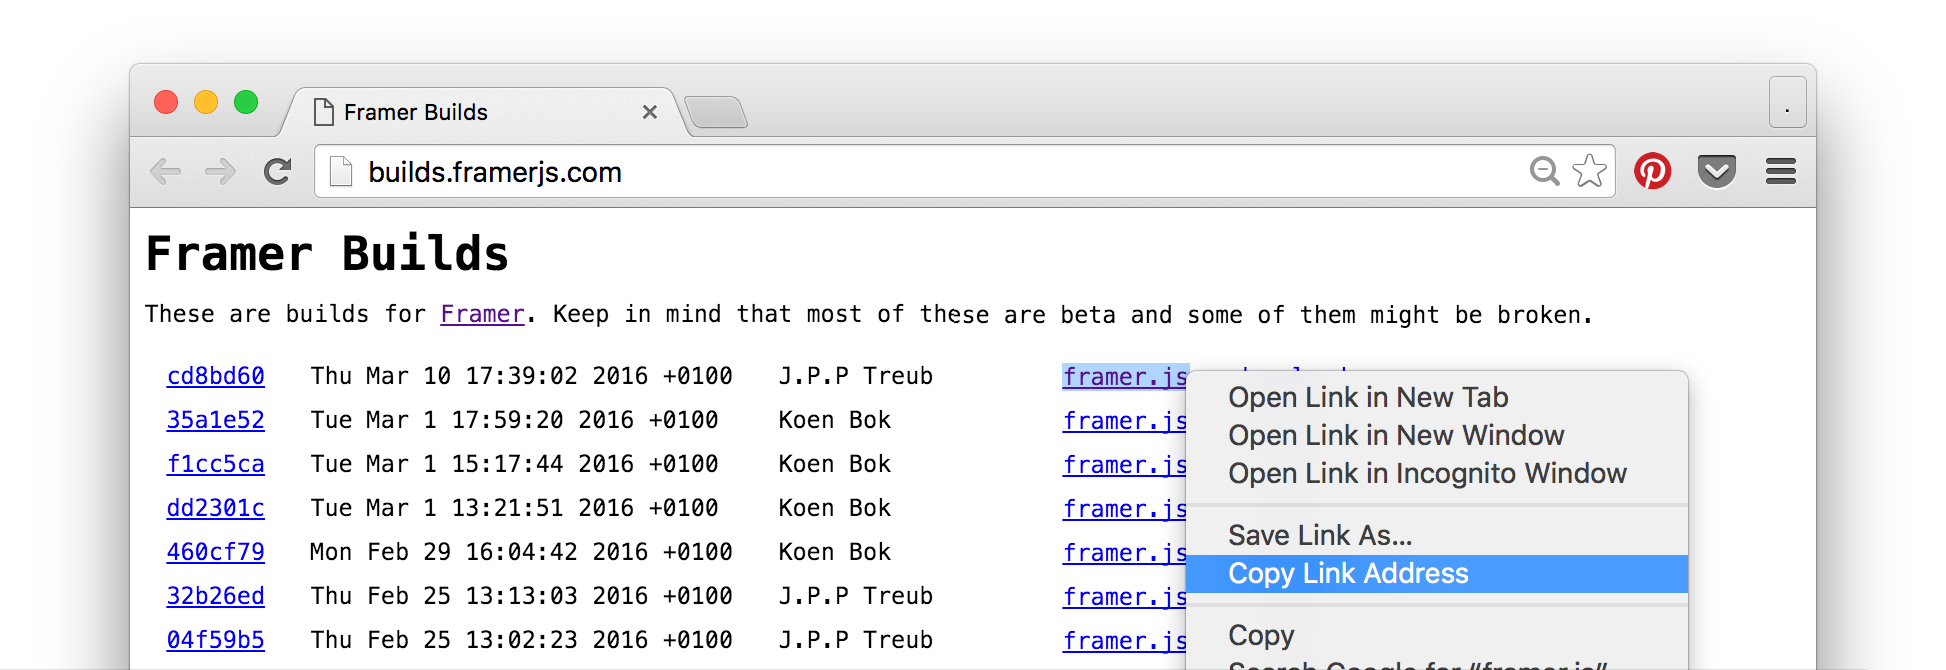 Framer Builds
.
builds.framerjs.com
Framer Builds
These are builds for Framer. Keep in mind that most of these are beta and some of them might be broken.
cd8bd60 Thu Mar 10 17:39:02 2016 +0100 J.P.P Treub framer.js
35a1e52 Tue Mar 1 17:59:20 2016 +0100 Koen Bok framer.js
f1cc5ca Tue Mar 1 15:17:44 2016 +0100 Koen Bok framer.js
dd2301c Tue Mar 1 13:21:51 2016 +0100 Koen Bok framer.js
460cf79 Mon Feb 29 16:04:42 2016 +0100 Koen Bok framer.js
32b26ed Thu Feb 25 13:13:03 2016 +0100 J.P.P Treub framer.js
04f59b5 Thu Feb 25 13:02:23 2016 +0100 J.P.P Treub framer.js
Open Link in New Tab
Open Link in New Window
Open Link in Incognito Window
Save Link As...
Copy Link Address
Copy
Search Google for “framer.js”